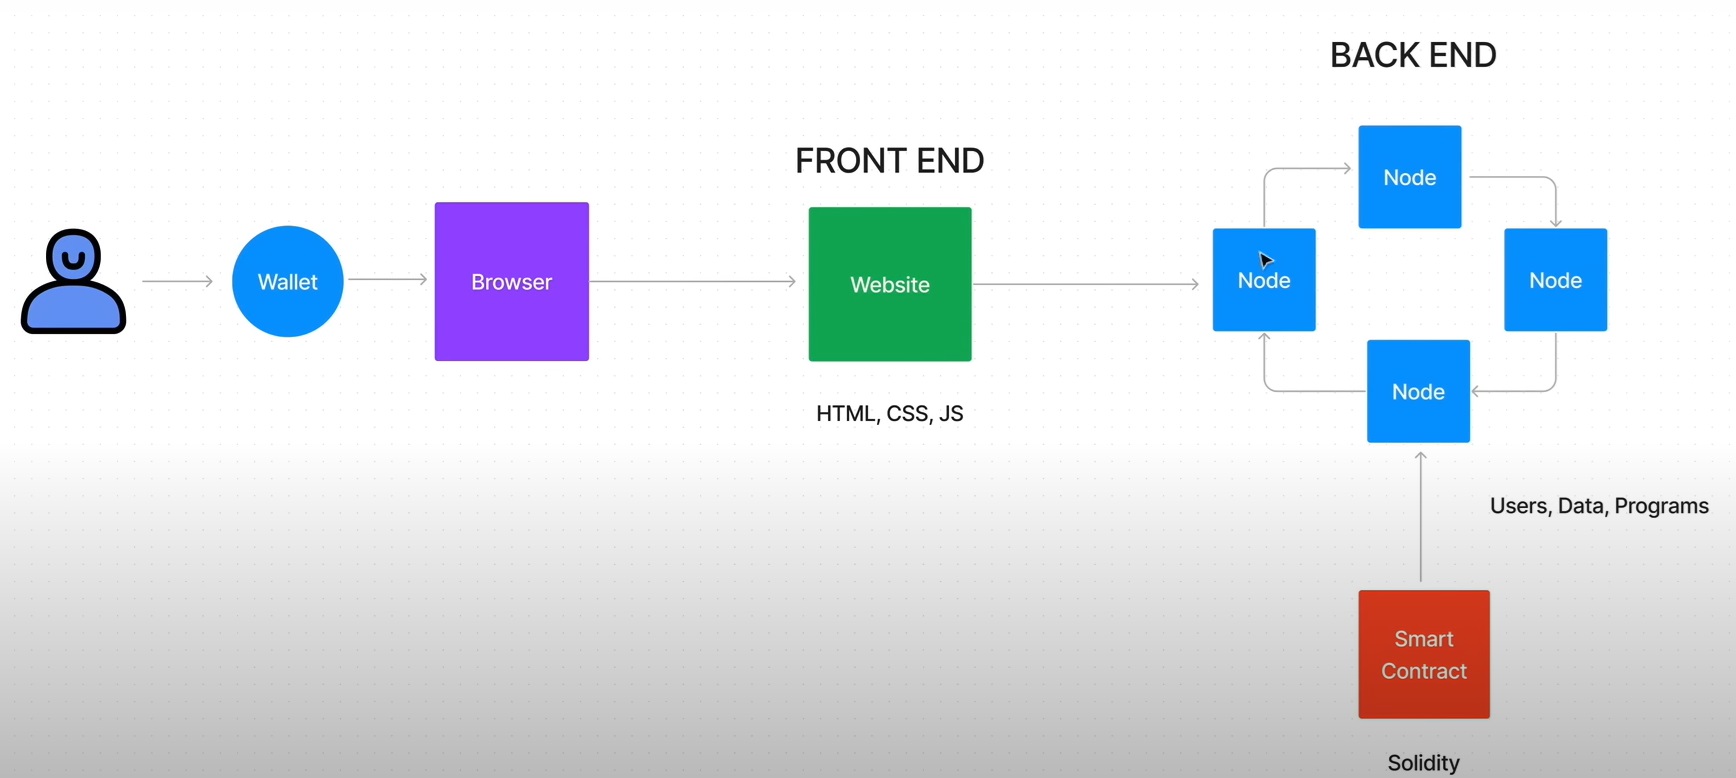 BACK END
FRONT END
Wallet
Browser
Website
HTML, CSS, JS
Node
Node
Node
Node
Users, Data, Programs
Smart
Contract
Solidity